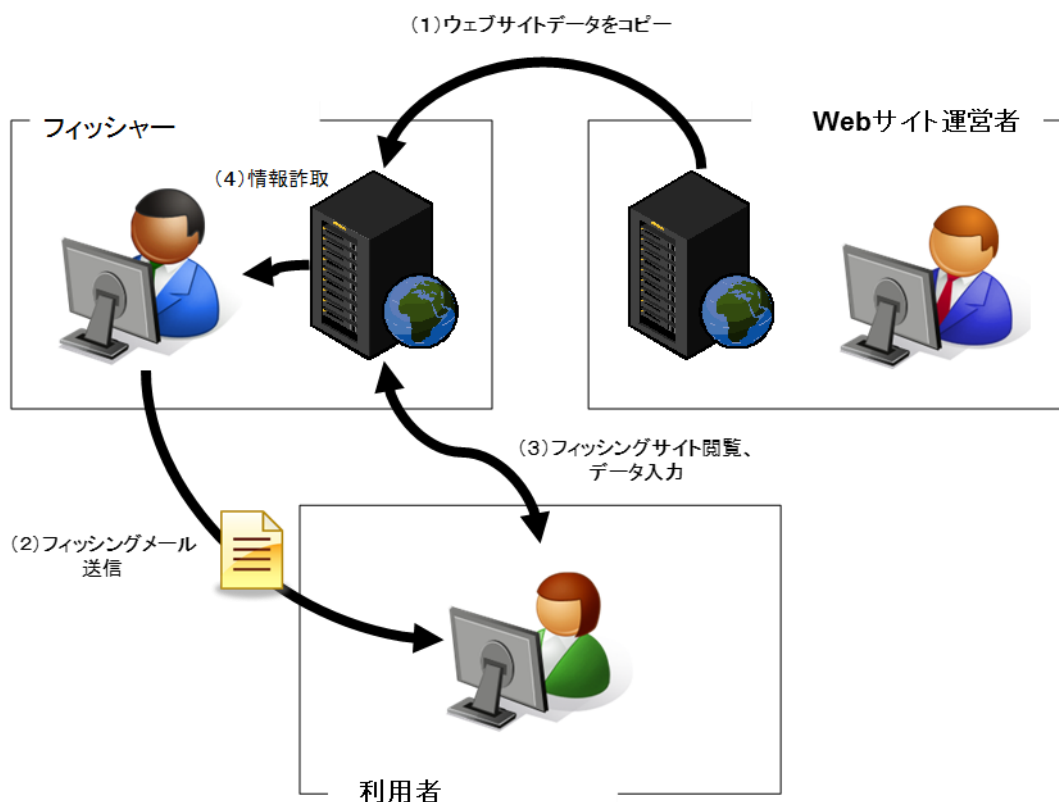 （1）ウェブサイトデータをコピー
フィッシャー
Webサイト運営者
（4）情報詐取
（3）フィッシングサイト閲覧、
データ入力
（2）フィッシングメール
送信
利用者